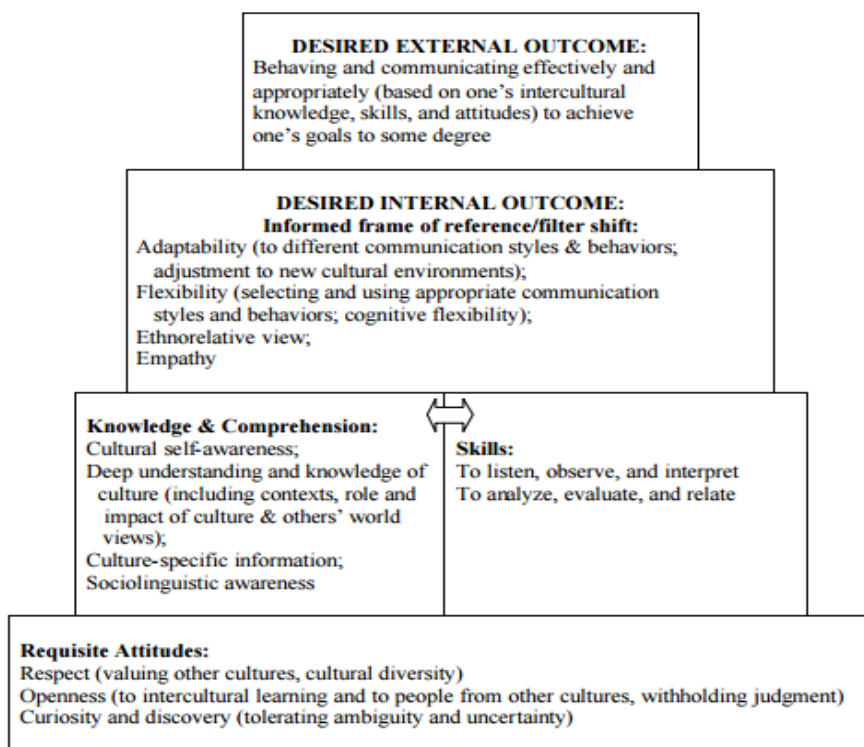 DESIRED EXTERNAL OUTCOME:
Behaving and communicating effectively and
appropriately (based on one's intercultural
knowledge, skills, and attitudes) to achieve
one's goals to some degree
DESIRED INTERNAL OUTCOME:
Informed frame of reference/filter shift:
Adaptability (to different communication styles & behaviors;
adjustment to new cultural environments);
Flexibility (selecting and using appropriate communication
styles and behaviors; cognitive flexibility);
Ethnorelative view;
Empathy
Knowledge & Comprehension:
Cultural self-awareness;
Deep understanding and knowledge of
culture (including contexts, role and
impact of culture & others' world
views);
Culture-specific information;
Sociolinguistic awareness
Skills:
To listen, observe, and interpret
To analyze, evaluate, and relate
Requisite Attitudes:
Respect (valuing other cultures, cultural diversity)
Openness (to intercultural learning and to people from other cultures, withholding judgment)
Curiosity and discovery (tolerating ambiguity and uncertainty)